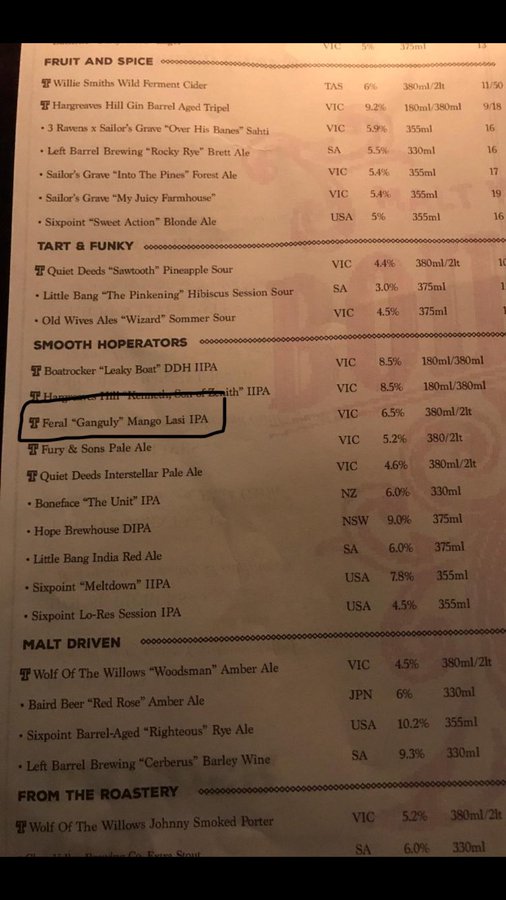 VIC 5% 375ml 13
FRUIT AND SPICE
Willie Smiths Wild Ferment Cider TAS 6% 380ml/2lt 11/50
Hargreaves Hill Gin Barrel Aged Tripel VIC 9.2% 180ml/380ml 9/18
• 3 Ravens x Sailor's Grave "Over His Banes" Sahti VIC 5.9% 355ml 16
• Left Barrel Brewing "Rocky Rye" Brett Ale SA 5.5% 330ml 16
• Sailor's Grave "Into The Pines" Forest Ale VIC 5.4% 355ml 17
• Sailor's Grave "My Juicy Farmhouse" VIC 5.4% 355ml 19
• Sixpoint "Sweet Action" Blonde Ale USA 5% 355ml 16
TART & FUNKY
Quiet Deeds "Sawtooth" Pineapple Sour VIC 4.4% 380ml/2lt
• Little Bang "The Pinkening" Hibiscus Session Sour SA 3.0% 375ml
• Old Wives Ales "Wizard" Sommer Sour VIC 4.5% 375ml
SMOOTH HOPERATORS
Boatrocker "Leaky Boat" DDH IIPA VIC 8.5% 180ml/380ml
Hargreaves Hill "Kennedy, Son of Zenith" IIPA VIC 8.5% 180ml/380ml
Feral "Ganguly" Mango Lasi IPA VIC 6.5% 380ml/2lt
Fury & Sons Pale Ale VIC 5.2% 380/2lt
Quiet Deeds Interstellar Pale Ale VIC 4.6% 380ml/2lt
• Boneface "The Unit" IPA NZ 6.0% 330ml
• Hope Brewhouse DIPA NSW 9.0% 375ml
• Little Bang India Red Ale SA 6.0% 375ml
• Sixpoint "Meltdown" IIPA USA 7.8% 355ml
• Sixpoint Lo-Res Session IPA USA 4.5% 355ml
MALT DRIVEN
Wolf Of The Willows "Woodsman" Amber Ale VIC 4.5% 380ml/2lt
• Baird Beer "Red Rose" Amber Ale JPN 6% 330ml
• Sixpoint Barrel-Aged "Righteous" Rye Ale USA 10.2% 355ml
• Left Barrel Brewing "Cerberus" Barley Wine SA 9.3% 330ml
FROM THE ROASTERY
Wolf Of The Willows Johnny Smoked Porter VIC 5.2% 380ml/2lt
Brewing Co Extra Stout SA 6.0% 330ml